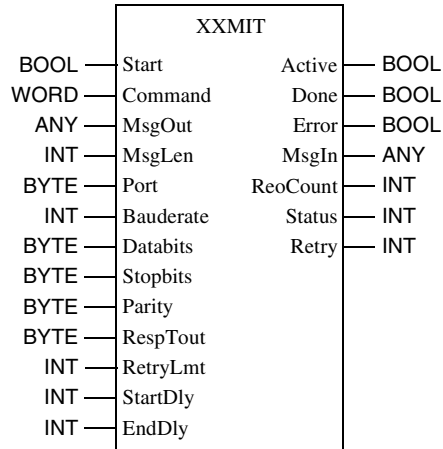 XXMIT
BOOL Start Active BOOL
WORD Command Done BOOL
ANY MsgOut Error BOOL
INT MsgLen MsgIn ANY
BYTE Port ReoCount INT
INT Bauderate Status INT
BYTE Databits Retry INT
BYTE Stopbits
BYTE Parity
BYTE RespTout
INT RetryLmt
INT StartDly
INT EndDly